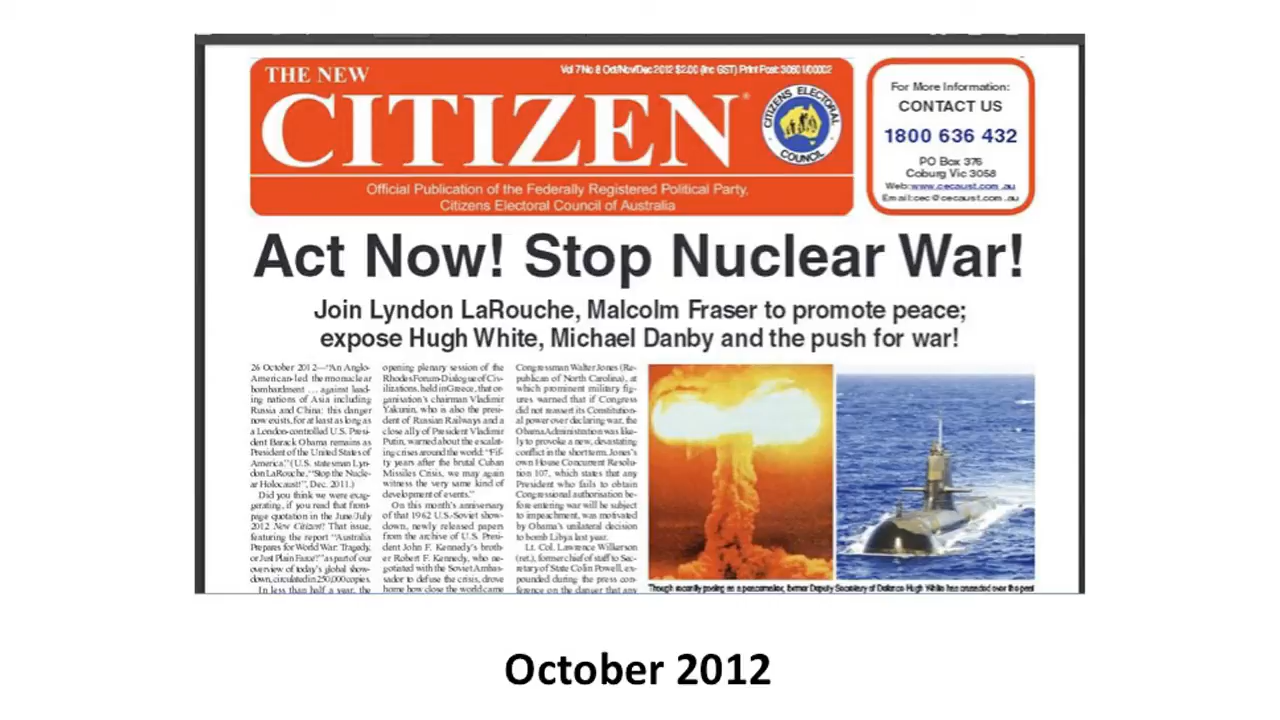 THE NEW
Vol 7 No 8 Oct/Nov/Dec 2012 $2.00 (Inc GST) Print Post: 30601/00002
CITIZEN®
CITIZENS ELECTORAL
COUNCIL
Official Publication of the Federally Registered Political Party,
Citizens Electoral Council of Australia
For More Information:
CONTACT US
1800 636 432
PO Box 376
Coburg Vic 3058
Web: www.cecaust.com.au
Email: cec@cecaust.com.au
Act Now! Stop Nuclear War!
Join Lyndon LaRouche, Malcolm Fraser to promote peace;
expose Hugh White, Michael Danby and the push for war!
26 October 2012—"An Anglo-
American-led thermonuclear
bombardment ... against lead-
ing nations of Asia including
Russia and China: this danger
now exists, for at least as long as
a London-controlled U.S. Presi-
dent Barack Obama remains as
President of the United States of
America." (U.S. statesman Lyn-
don LaRouche, "Stop the Nucle-
ar Holocaust!", Dec. 2011.)
Did you think we were exag-
gerating, if you read that front-
page quotation in the June/July
2012 New Citizen? That issue,
featuring the report "Australia
Prepares for World War: Tragedy,
or Just Plain Farce?" as part of our
overview of today's global show-
down, circulated in 250,000 copies.
In less than half a year, the
opening plenary session of the
Rhodes Forum-Dialogue of Civ-
ilizations, held in Greece, that or-
ganisation's chairman Vladimir
Yakunin, who is also the presi-
dent of Russian Railways and a
close ally of President Vladimir
Putin, warned about the escalat-
ing crises around the world: "Fif-
ty years after the brutal Cuban
Missiles Crisis, we may again
witness the very same kind of
development of events."
On this month's anniversary
of that 1962 U.S.-Soviet show-
down, newly released papers
from the archive of U.S. Presi-
dent John F. Kennedy's broth-
er Robert F. Kennedy, who ne-
gotiated with the Soviet Ambas-
sador to defuse the crisis, drove
home how close the world came
Congressman Walter Jones (Re-
publican of North Carolina), at
which prominent military fig-
ures warned that if Congress
did not reassert its Constitution-
al power over declaring war, the
Obama Administration was like-
ly to provoke a new, devastating
conflict in the short term. Jones's
own House Concurrent Resolu-
tion 107, which states that any
President who fails to obtain
Congressional authorisation be-
fore entering war will be subject
to impeachment, was motivated
by Obama's unilateral decision
to bomb Libya last year.
Lt. Col. Lawrence Wilkerson
(ret.), former chief of staff to Sec-
retary of State Colin Powell, ex-
pounded during the press con-
ference on the danger that any
Though recently posing as a peacemaker, former Deputy Secretary of Defence Hugh White has crusaded over the past
October 2012